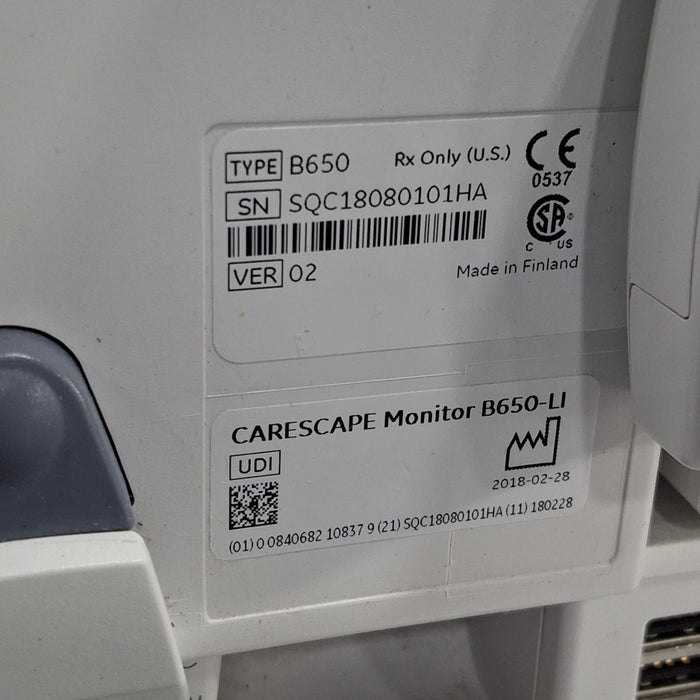 TYPE B650 Rx Only (U.S.) CE
0537
SN SQC18080101HA
SA
C US
VER 02 Made in Finland
CARESCAPE Monitor B650-LI
UDI
2018-02-28
(01) 0 0840682 10837 9 (21) SQC18080101HA (11) 180228